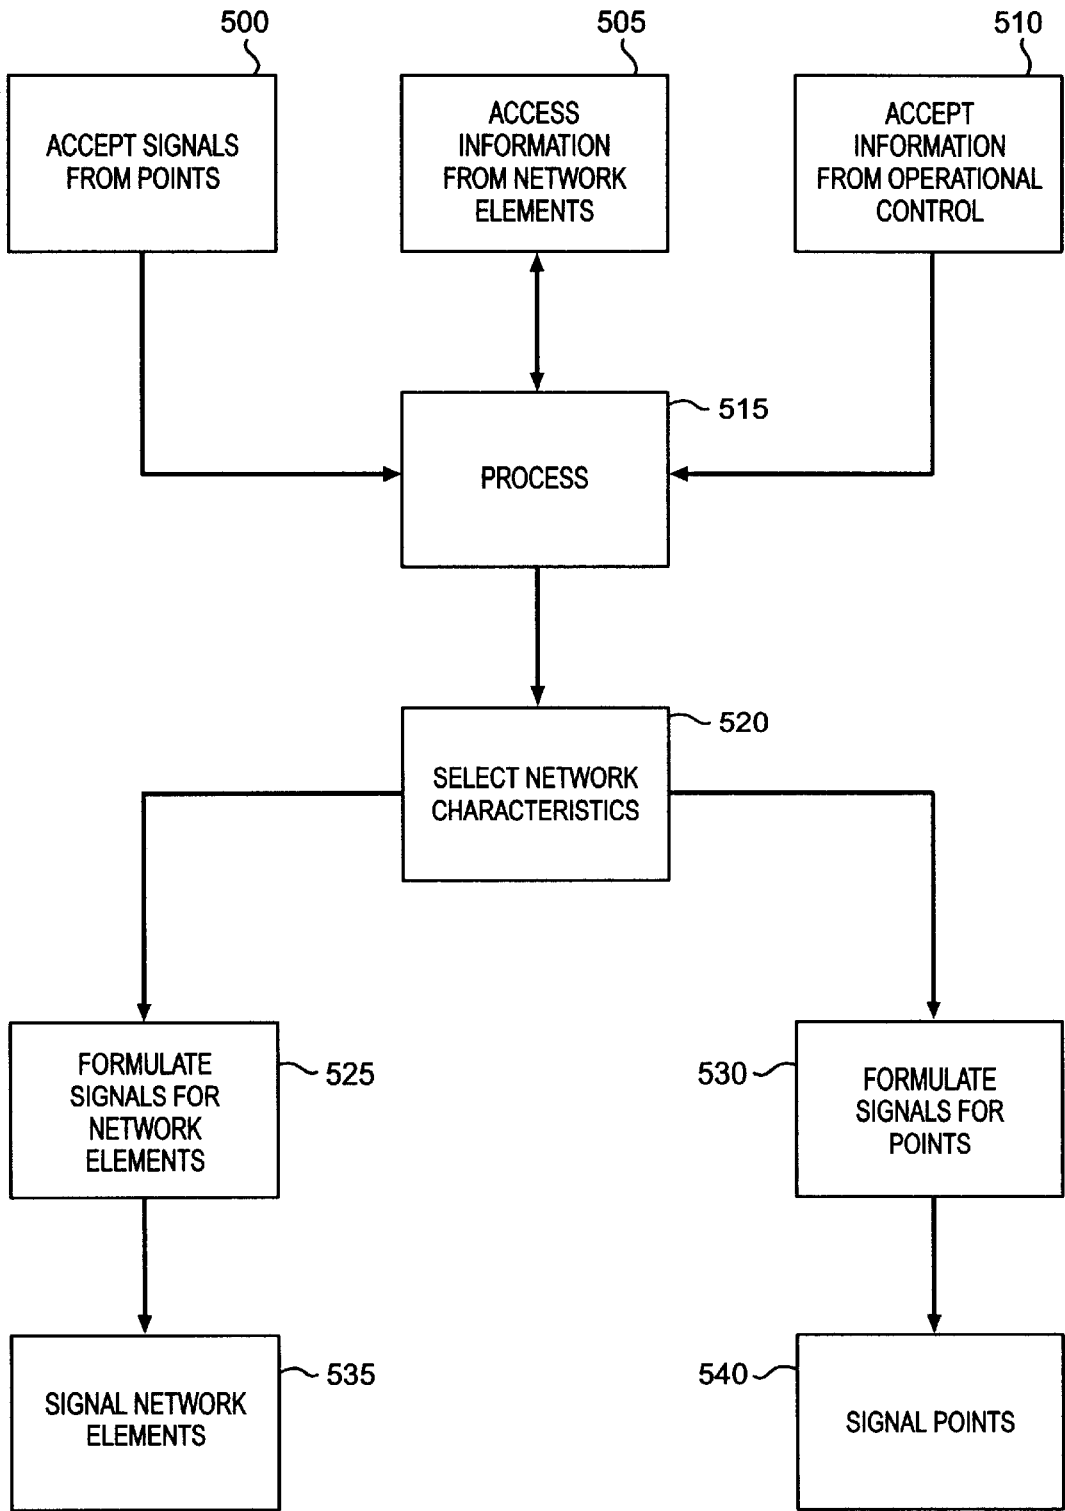 500
505
510
ACCEPT SIGNALS
FROM POINTS
ACCESS
INFORMATION
FROM NETWORK
ELEMENTS
ACCEPT
INFORMATION
FROM OPERATIONAL
CONTROL
515
PROCESS
520
SELECT NETWORK
CHARACTERISTICS
FORMULATE
SIGNALS FOR
NETWORK
ELEMENTS
525
530
FORMULATE
SIGNALS FOR
POINTS
SIGNAL NETWORK
ELEMENTS
535
540
SIGNAL POINTS